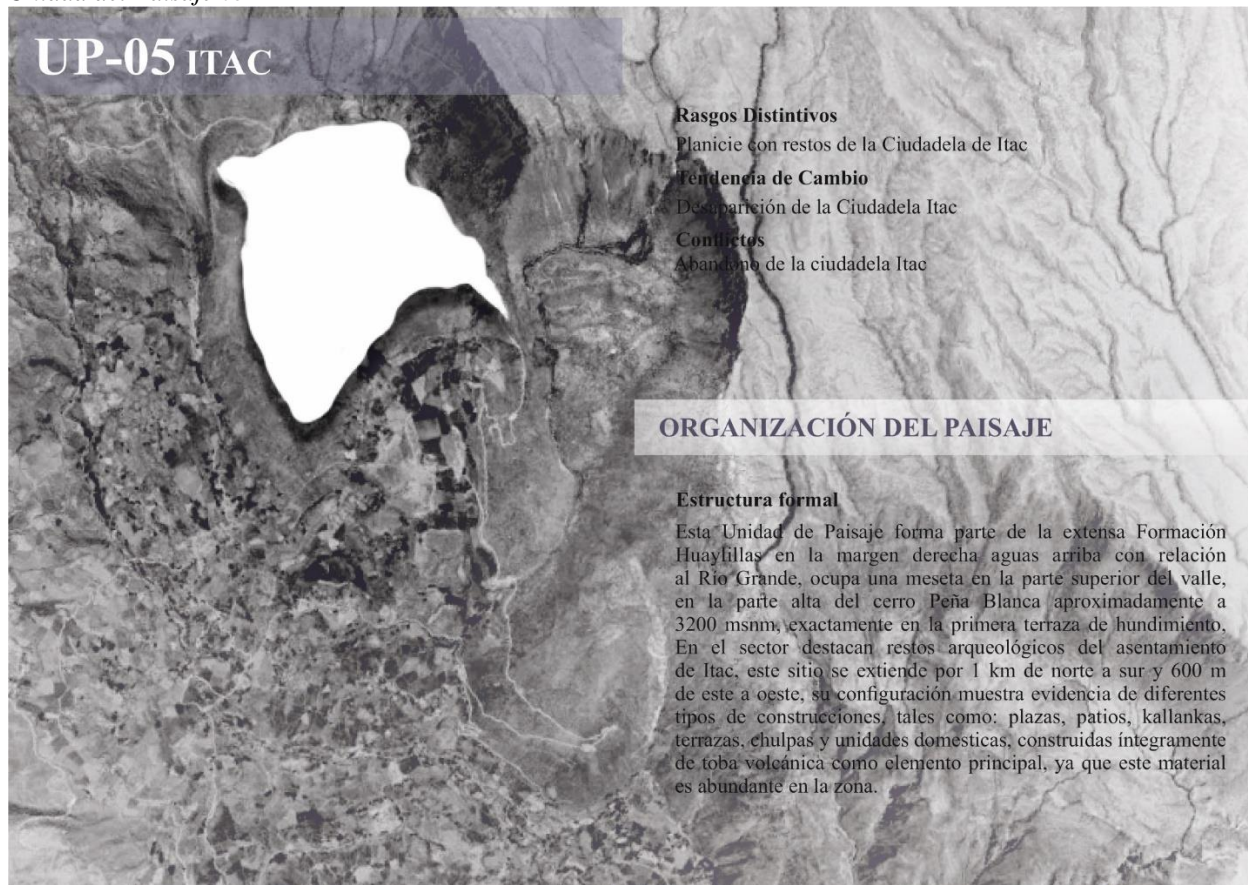 UP-05 ITAC
Rasgos Distintivos
Planicie con restos de la Ciudadela de Itac
Tendencia de Cambio
Desaparición de la Ciudadela Itac
Conflictos
Abandono de la ciudadela Itac
ORGANIZACIÓN DEL PAISAJE
Estructura formal
Esta Unidad de Paisaje forma parte de la extensa Formación
Huaylillas en la margen derecha aguas arriba con relación
al Río Grande, ocupa una meseta en la parte superior del valle,
en la parte alta del cerro Peña Blanca aproximadamente a
3200 msnm, exactamente en la primera terraza de hundimiento.
En el sector destacan restos arqueológicos del asentamiento
de Itac, este sitio se extiende por 1 km de norte a sur y 600 m
de este a oeste, su configuración muestra evidencia de diferentes
tipos de construcciones, tales como: plazas, patios, kallankas,
terrazas, chulpas y unidades domesticas, construidas íntegramente
de toba volcánica como elemento principal, ya que este material
es abundante en la zona.